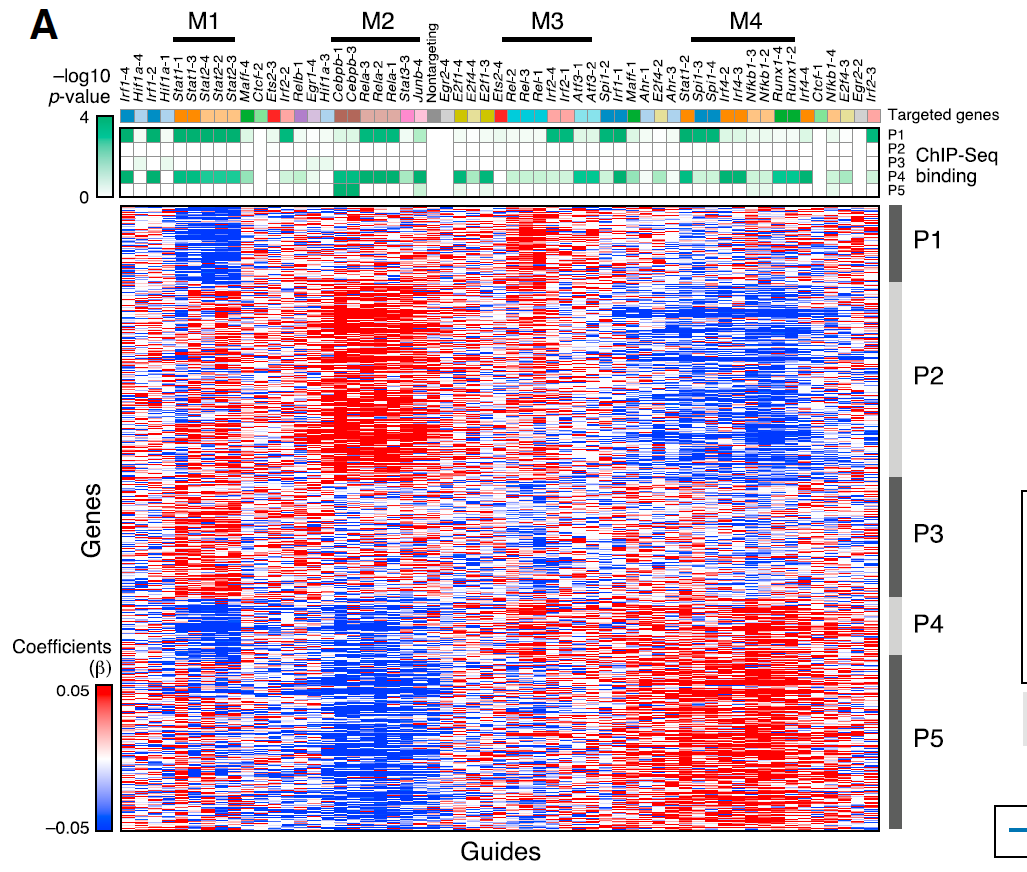 A
M1 M2 M3 M4
–log10
p-value
4
0
Irf1-4
Hif1a-4
Irf1-2
Hif1a-1
Stat1-1
Stat1-3
Stat2-4
Stat2-2
Stat2-3
Maff-4
Ctcf-2
Ets2-3
Irf2-2
Relb-1
Egr1-4
Hif1a-3
Cebpb-1
Cebpb-3
Rela-3
Rela-2
Rela-1
Stat3-3
Junb-4
Nontargeting
Egr2-4
E2f1-4
E2f4-4
E2f1-3
Ets2-4
Rel-2
Rel-3
Rel-1
Irf2-4
Irf2-1
Atf3-1
Atf3-2
Spi1-2
Irf1-1
Maff-1
Ahr-1
E2f4-2
Ahr-3
Stat1-2
Spi1-3
Spi1-4
Irf4-2
Irf4-3
Nfkb1-3
Nfkb1-2
Runx1-4
Runx1-2
Irf4-4
Ctcf-1
Nfkb1-4
E2f4-3
Egr2-2
Irf2-3
Targeted genes
P1
P2
P3
P4
P5
ChIP-Seq
binding
Genes
P1
P2
P3
P4
P5
Coefficients
(β)
0.05
–0.05
Guides